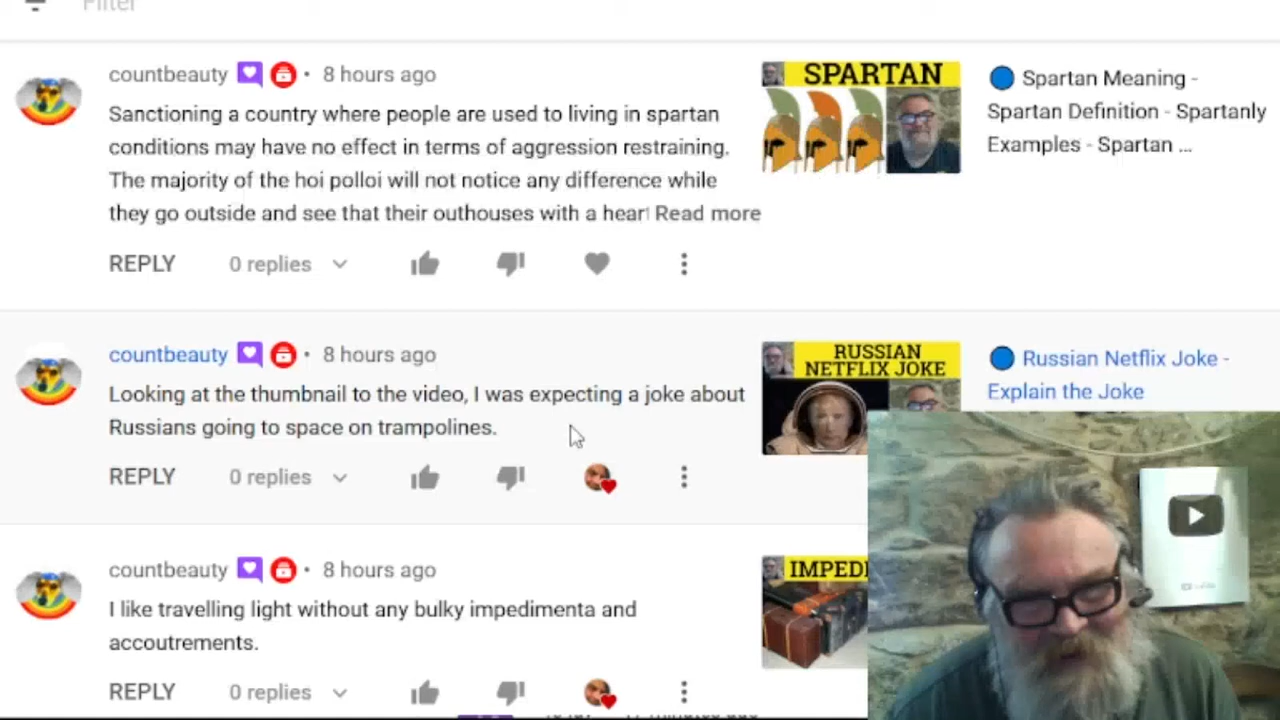 Filter
countbeauty • 8 hours ago
Sanctioning a country where people are used to living in spartan
conditions may have no effect in terms of aggression restraining.
The majority of the hoi polloi will not notice any difference while
they go outside and see that their outhouses with a hear Read more
REPLY 0 replies
SPARTAN
Spartan Meaning -
Spartan Definition - Spartanly
Examples - Spartan ...
countbeauty • 8 hours ago
Looking at the thumbnail to the video, I was expecting a joke about
Russians going to space on trampolines.
REPLY 0 replies
RUSSIAN
NETFLIX JOKE
Russian Netflix Joke -
Explain the Joke
countbeauty • 8 hours ago
I like travelling light without any bulky impedimenta and
accoutrements.
REPLY 0 replies
IMPEDI